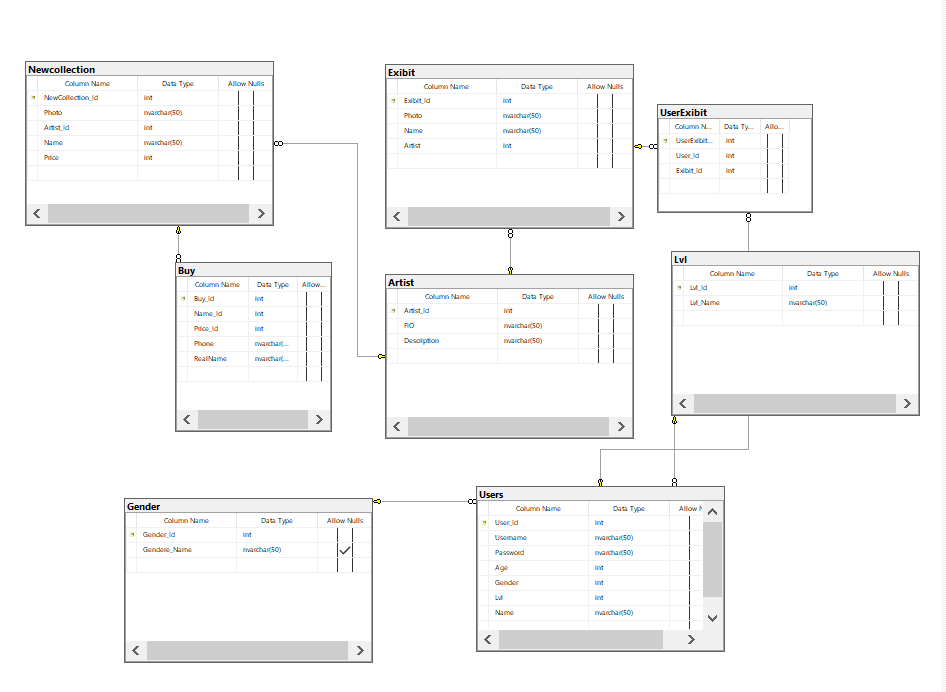 Newcollection
Column Name Data Type Allow Nulls
NewCollection_Id int
Photo nvarchar(50)
Artist_Id int
Name nvarchar(50)
Price int
Exibit
Column Name Data Type Allow Nulls
Exibit_Id int
Photo nvarchar(50)
Name nvarchar(50)
Artist int
UserExibit
Column N... Data Ty... Allo...
UserExibit... int
User_Id int
Exibit_Id int
Buy
Column Name Data Type Allow...
Buy_Id int
Name_Id int
Price_Id int
Phone nvarchar(...
RealName nvarchar(...
Artist
Column Name Data Type Allow Nulls
Artist_Id int
FIO nvarchar(50)
Description nvarchar(50)
Lvl
Column Name Data Type Allow Nulls
Lvl_Id int
Lvl_Name nvarchar(50)
Gender
Column Name Data Type Allow Nulls
Gender_Id int
Gendere_Name nvarchar(50)
Users
Column Name Data Type Allow N
User_Id int
Username nvarchar(50)
Password nvarchar(50)
Age int
Gender int
Lvl int
Name nvarchar(50)